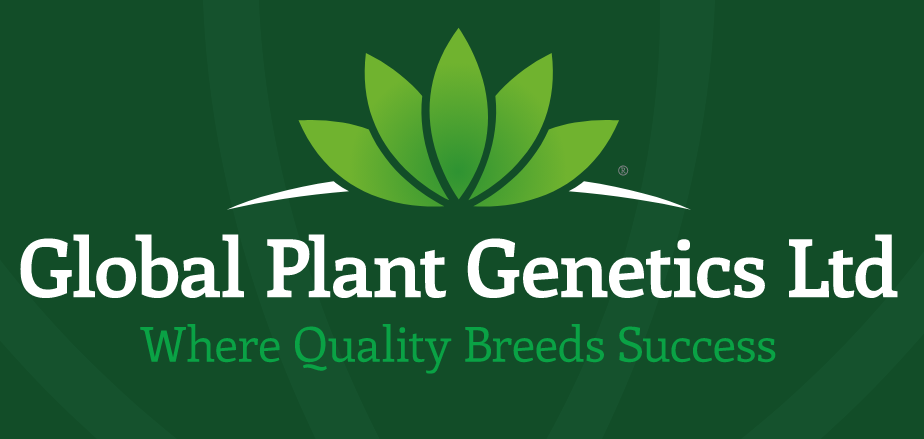 ®
Global Plant Genetics Ltd
Where Quality Breeds Success